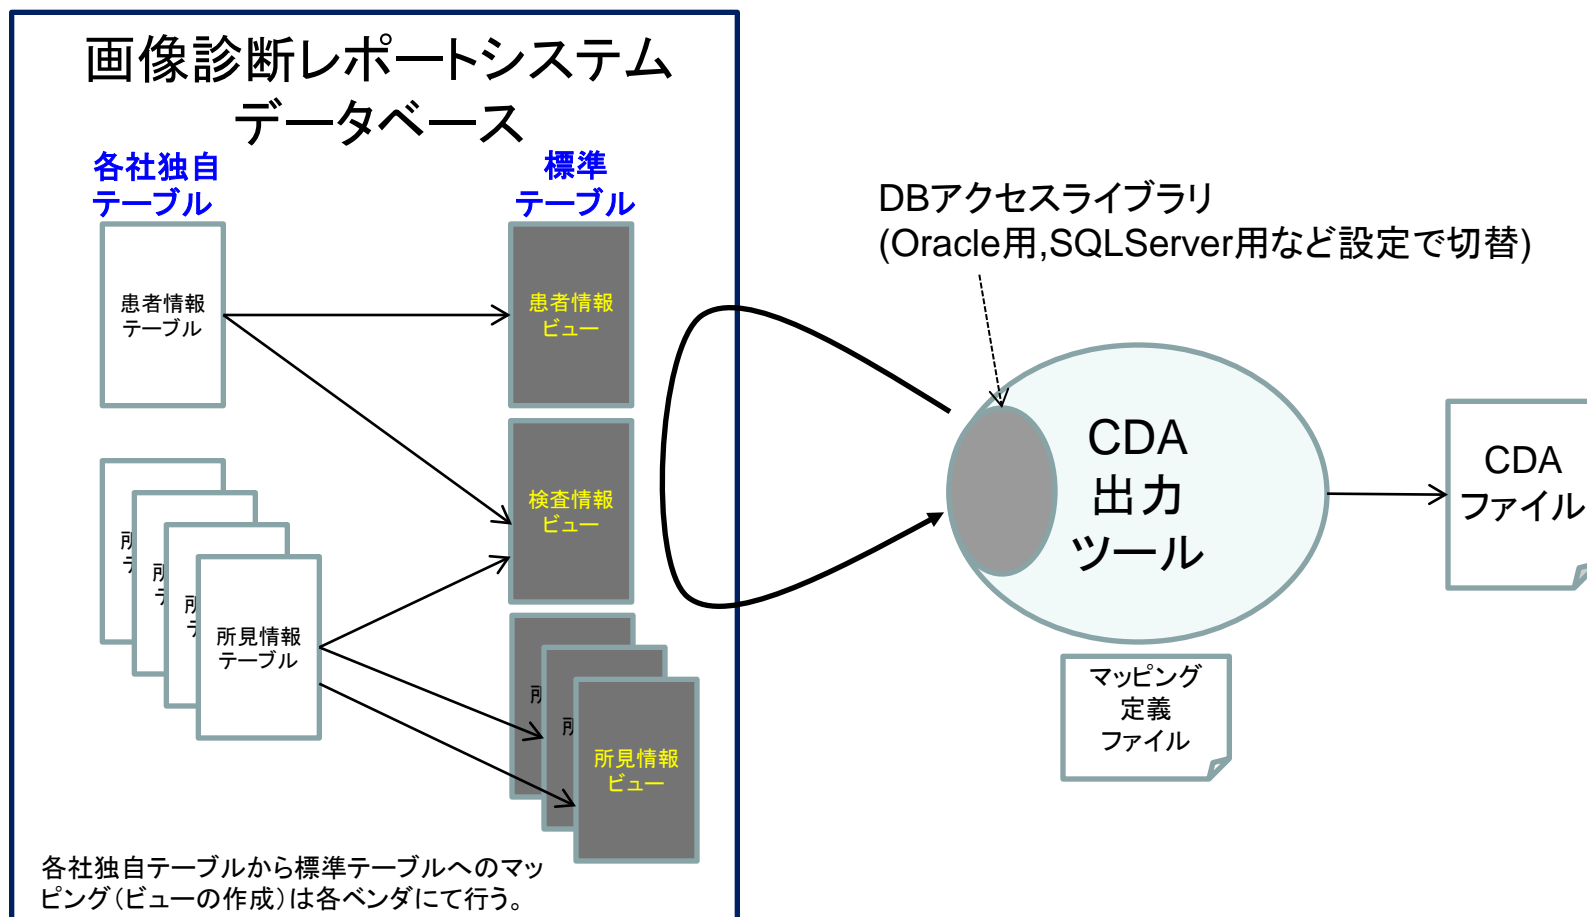 画像診断レポートシステム
データベース
各社独自
テーブル
標準
テーブル
患者情報
テーブル
患者情報
ビュー
検査情報
ビュー
所
テ
所
テ
所
テ
所見情報
テーブル
所
所
所見情報
ビュー
各社独自テーブルから標準テーブルへのマッ
ピング(ビューの作成)は各ベンダにて行う。
DBアクセスライブラリ
(Oracle用,SQLServer用など設定で切替)
CDA
出力
ツール
マッピング
定義
ファイル
CDA
ファイル